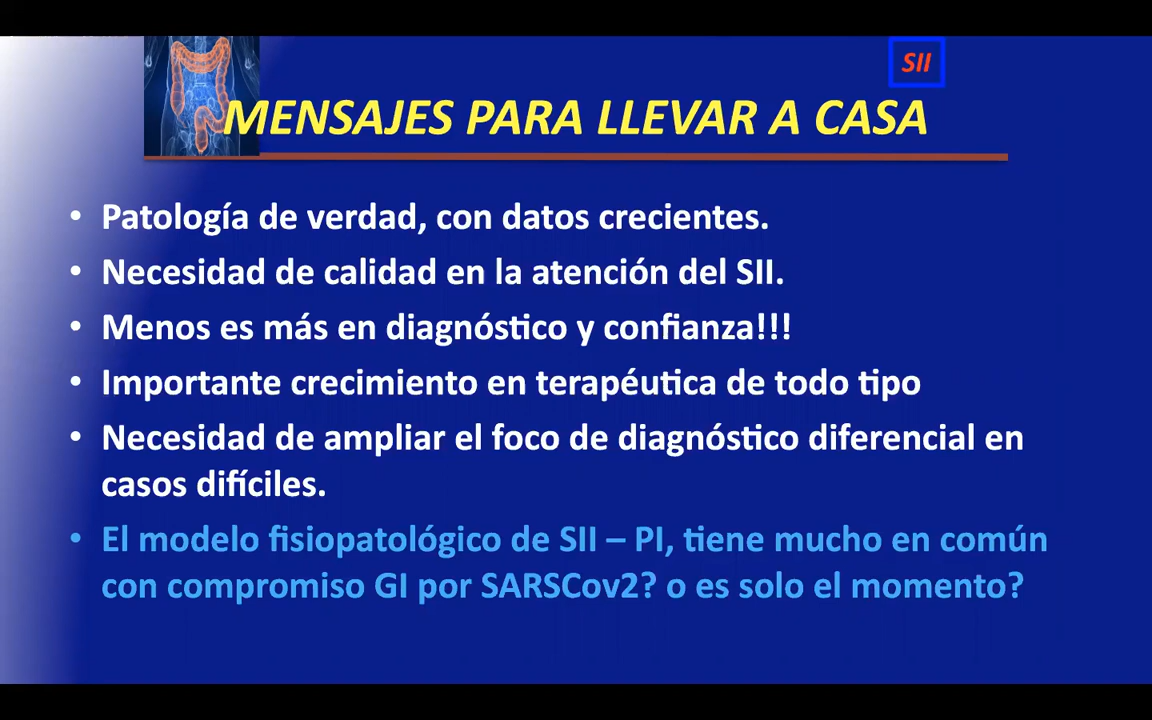 SII
MENSAJES PARA LLEVAR A CASA
• Patología de verdad, con datos crecientes.
• Necesidad de calidad en la atención del SII.
• Menos es más en diagnóstico y confianza!!!
• Importante crecimiento en terapéutica de todo tipo
• Necesidad de ampliar el foco de diagnóstico diferencial en
casos difíciles.
• El modelo fisiopatológico de SII – PI, tiene mucho en común
con compromiso GI por SARSCov2? o es solo el momento?